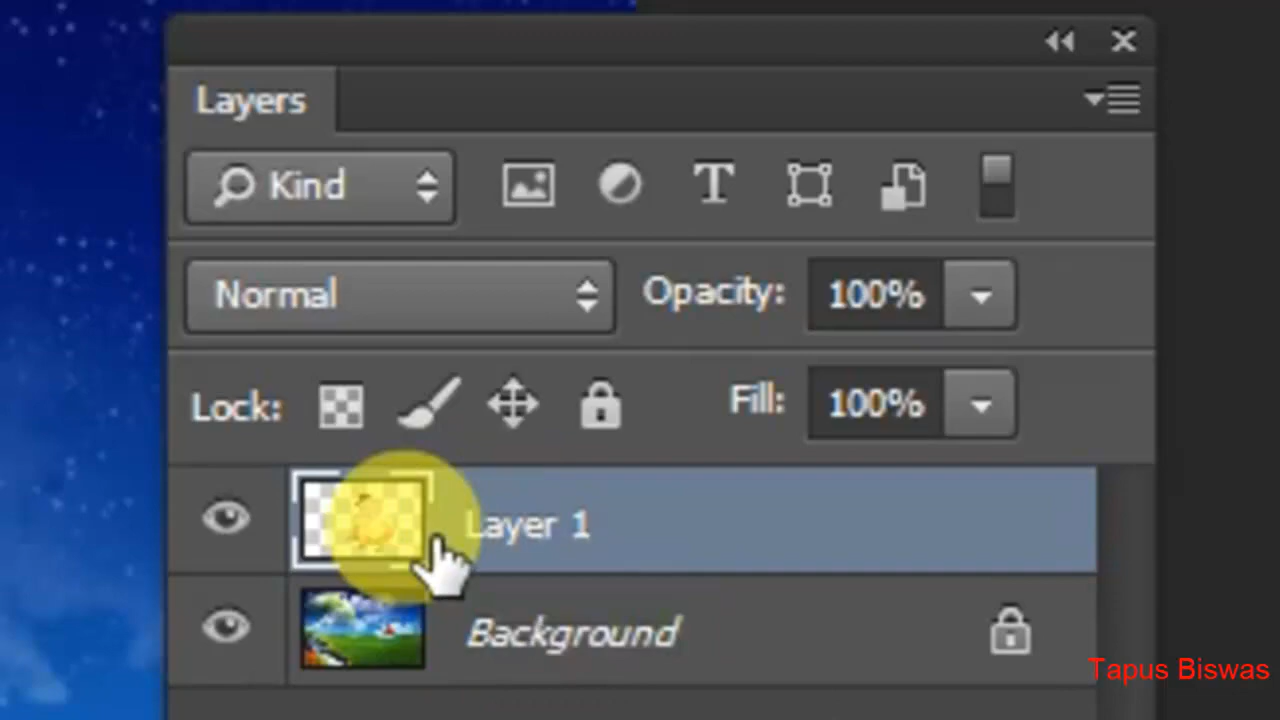 Layers
Kind
T
Normal
Opacity: 100%
Lock:
Fill: 100%
Layer 1
Background
Tapus Biswas